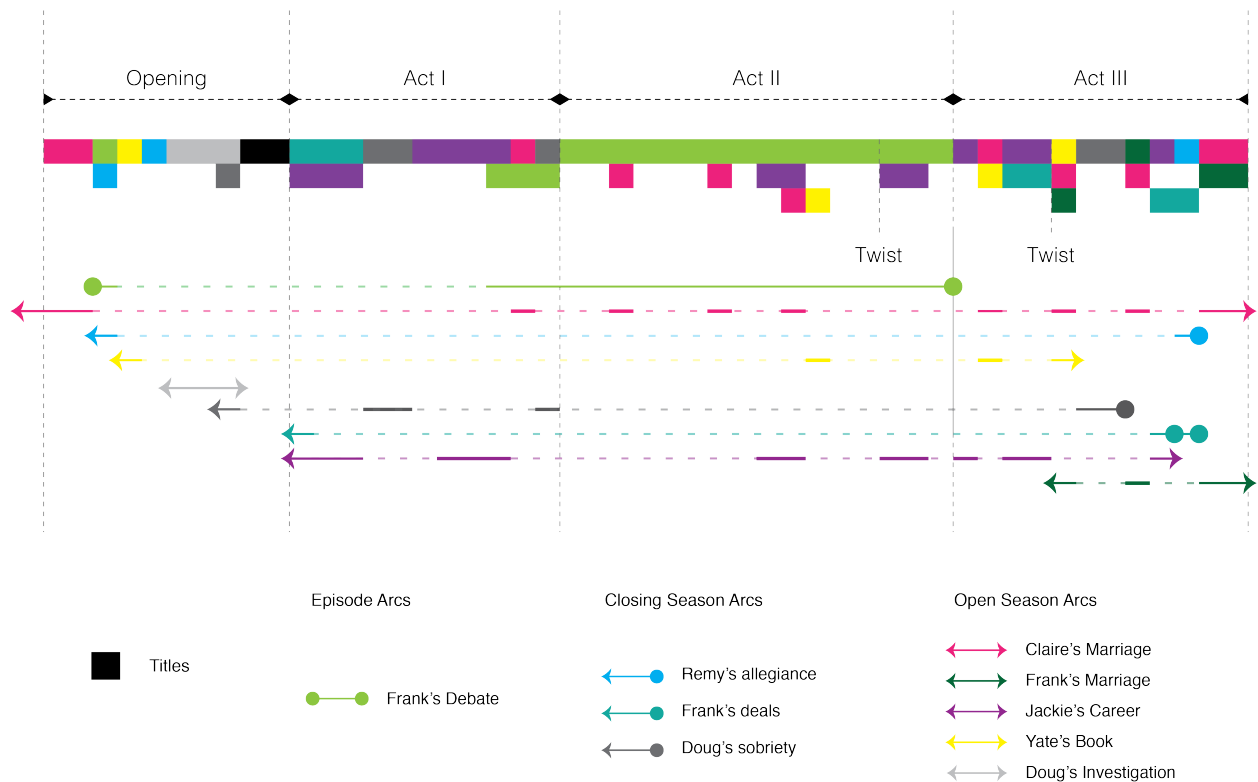 Opening Act I Act II Act III
Twist Twist
Episode Arcs Closing Season Arcs Open Season Arcs
Titles
Frank's Debate
Remy's allegiance
Frank's deals
Doug's sobriety
Claire's Marriage
Frank's Marriage
Jackie's Career
Yate's Book
Doug's Investigation